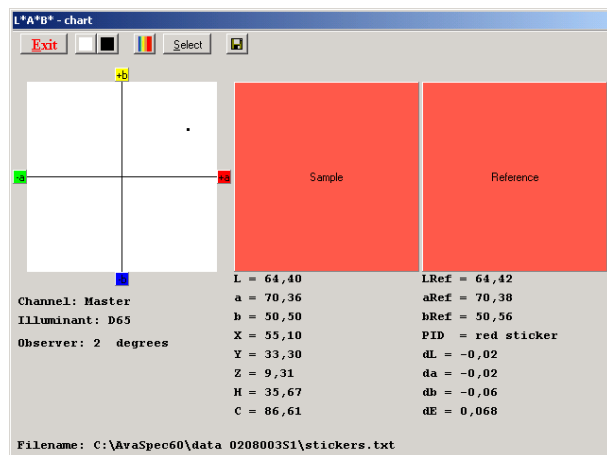 L*A*B* - chart
Exit
Select
+b
-a
+a
-b
Sample
Reference
L = 64,40
a = 70,36
b = 50,50
X = 55,10
Y = 33,30
Z = 9,31
H = 35,67
C = 86,61
LRef = 64,42
aRef = 70,38
bRef = 50,56
PID = red sticker
dL = -0,02
da = -0,02
db = -0,06
dE = 0,068
Channel: Master
Illuminant: D65
Observer: 2 degrees
Filename: C:\AvaSpec60\data 0208003S1\stickers.txt